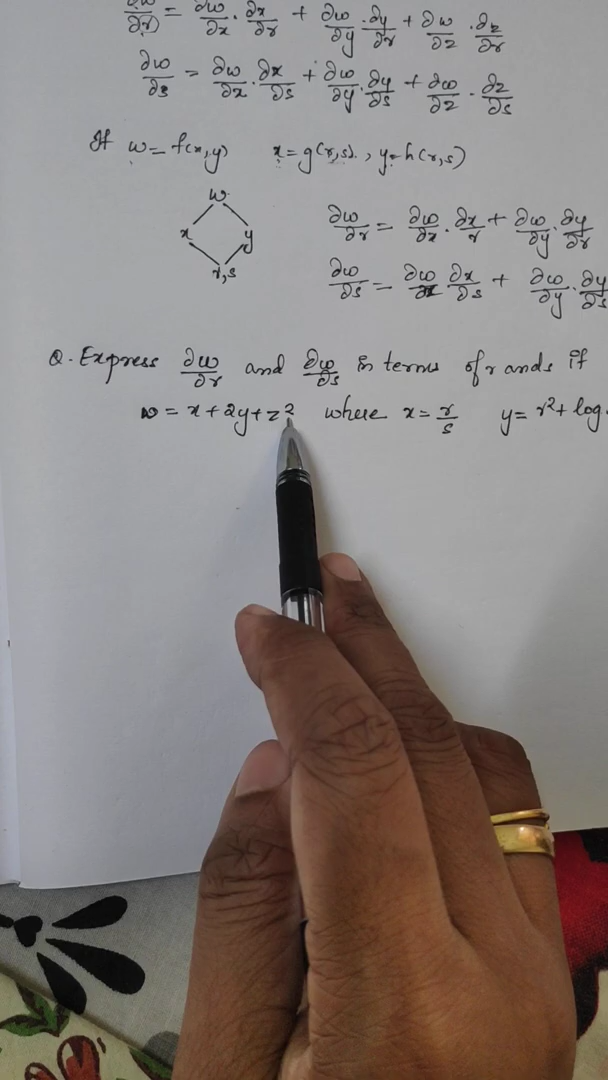 ∂w/∂r = ∂w/∂x · ∂x/∂r + ∂w/∂y · ∂y/∂r + ∂w/∂z · ∂z/∂r
∂w/∂s = ∂w/∂x · ∂x/∂s + ∂w/∂y · ∂y/∂s + ∂w/∂z · ∂z/∂s
If w = f(x,y) x = g(r,s), y = h(r,s)
w
x y
r,s
∂w/∂r = ∂w/∂x · ∂x/r + ∂w/∂y · ∂y/∂r
∂w/∂s = ∂w/∂x ∂x/∂s + ∂w/∂y · ∂y/∂s
Q. Express ∂w/∂r and ∂w/∂s in terms of r and s if
w = x + 2y + z² where x = r/s y = r² + log